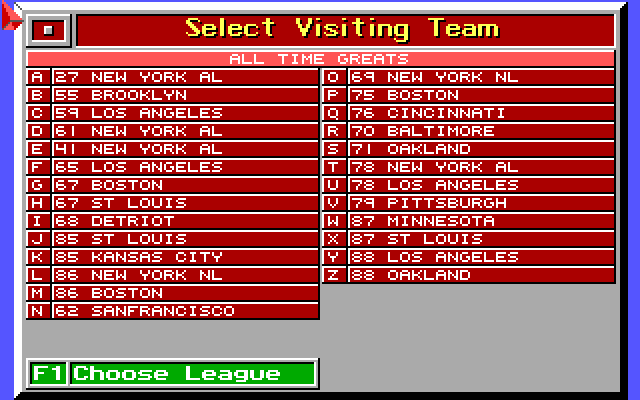 Select Visiting Team
ALL TIME GREATS
A 27 NEW YORK AL
B 55 BROOKLYN
C 59 LOS ANGELES
D 61 NEW YORK AL
E 41 NEW YORK AL
F 65 LOS ANGELES
G 67 BOSTON
H 67 ST LOUIS
I 68 DETRIOT
J 85 ST LOUIS
K 85 KANSAS CITY
L 86 NEW YORK NL
M 86 BOSTON
N 62 SANFRANCISCO
O 69 NEW YORK NL
P 75 BOSTON
Q 76 CINCINNATI
R 70 BALTIMORE
S 71 OAKLAND
T 78 NEW YORK AL
U 78 LOS ANGELES
V 79 PITTSBURGH
W 87 MINNESOTA
X 87 ST LOUIS
Y 88 LOS ANGELES
Z 88 OAKLAND
F1 Choose League